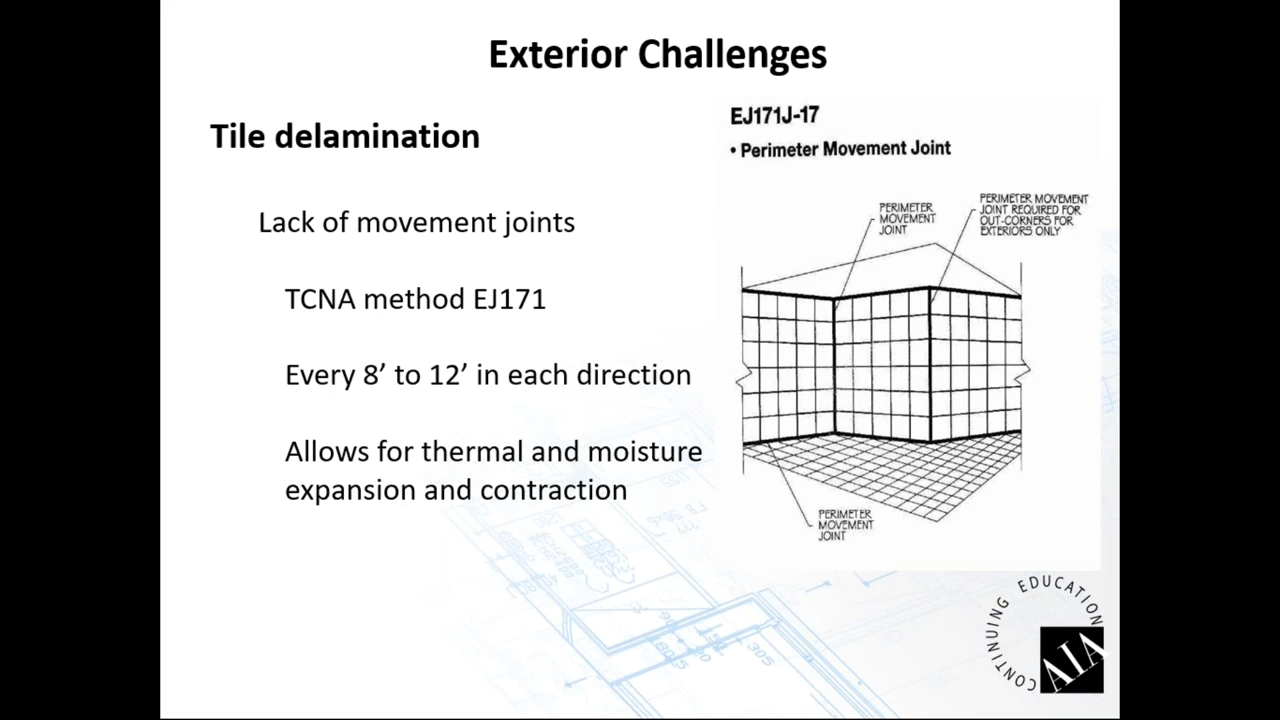 Exterior Challenges
Tile delamination
Lack of movement joints
TCNA method EJ171
Every 8’ to 12’ in each direction
Allows for thermal and moisture
expansion and contraction
EJ171J-17
• Perimeter Movement Joint
PERIMETER
MOVEMENT
JOINT
PERIMETER MOVEMENT
JOINT REQUIRED FOR
OUT-CORNERS FOR
EXTERIORS ONLY
PERIMETER
MOVEMENT
JOINT
CONTINUING EDUCATION
AIA
305